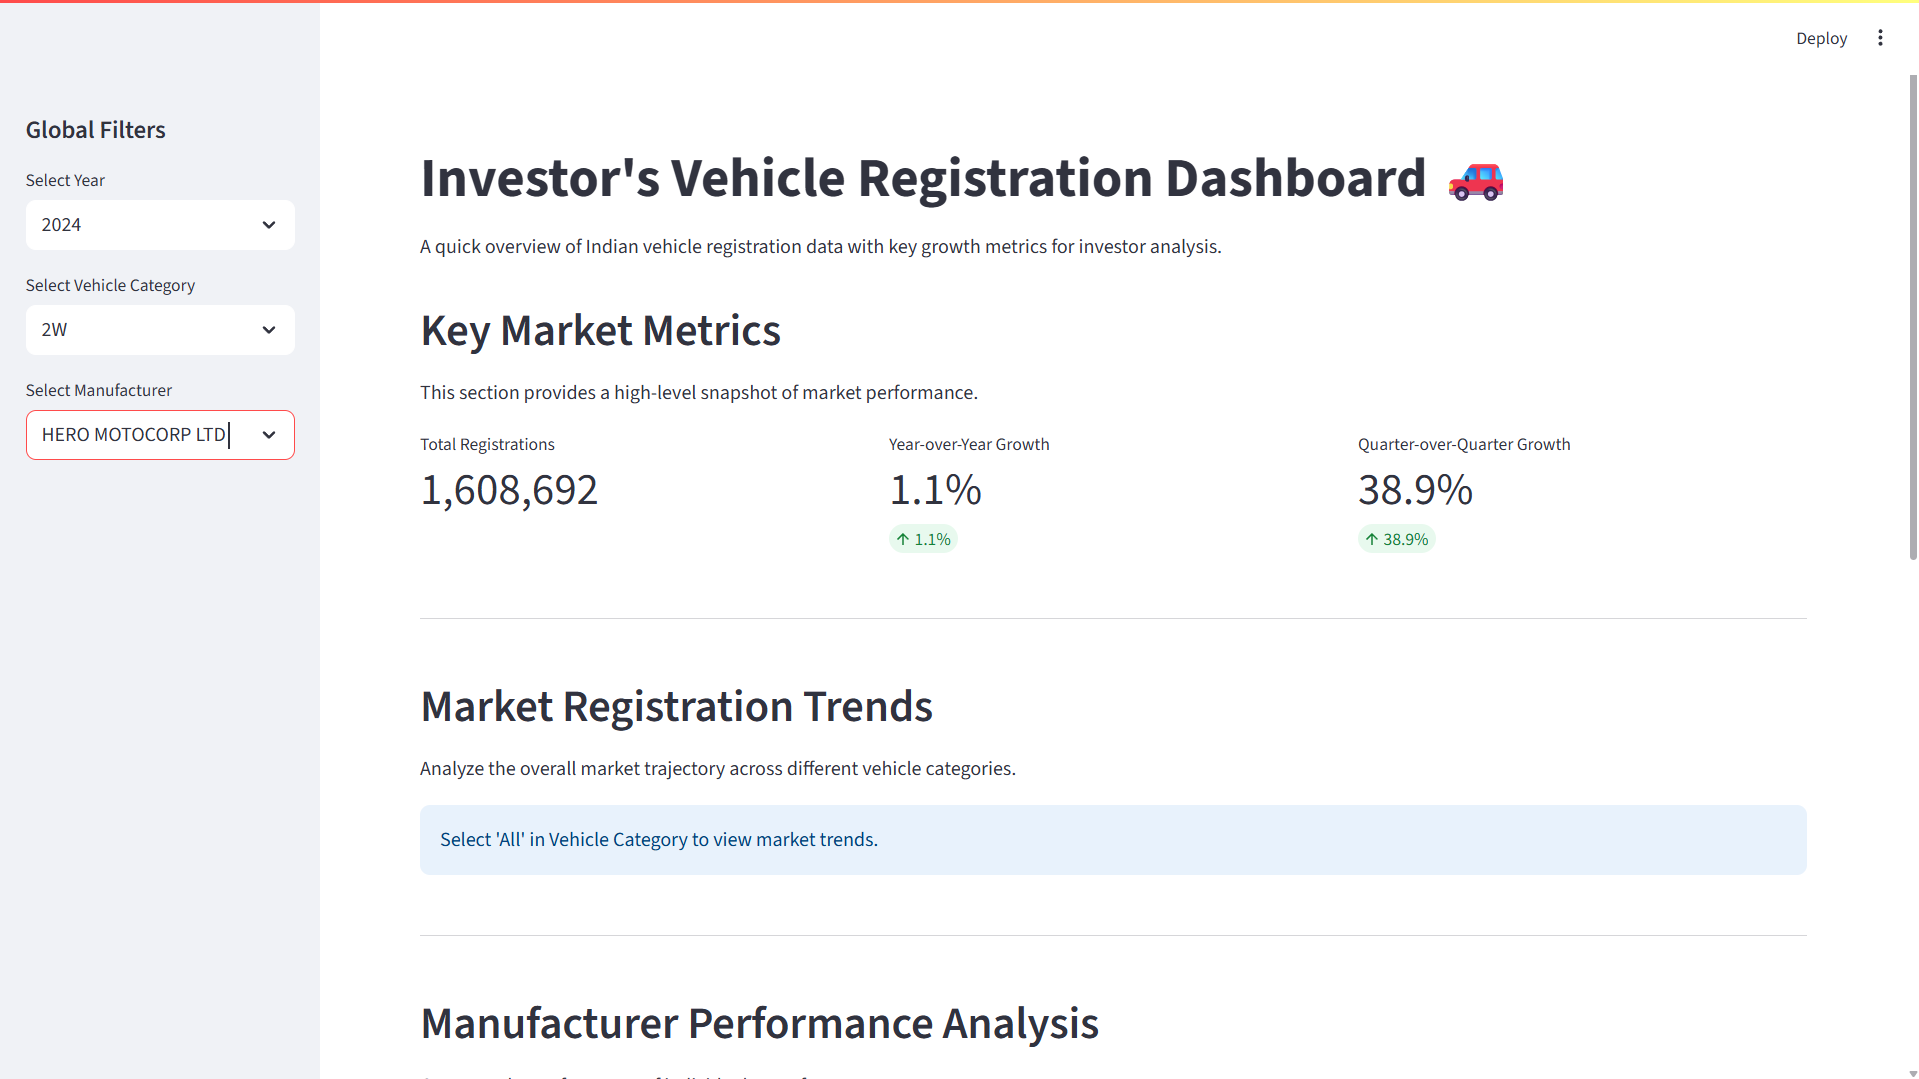 Deploy
Global Filters
Select Year
2024
Select Vehicle Category
2W
Select Manufacturer
HERO MOTOCORP LTD
Investor's Vehicle Registration Dashboard
A quick overview of Indian vehicle registration data with key growth metrics for investor analysis.
Key Market Metrics
This section provides a high-level snapshot of market performance.
Total Registrations
1,608,692
Year-over-Year Growth
1.1%
↑ 1.1%
Quarter-over-Quarter Growth
38.9%
↑ 38.9%
Market Registration Trends
Analyze the overall market trajectory across different vehicle categories.
Select 'All' in Vehicle Category to view market trends.
Manufacturer Performance Analysis